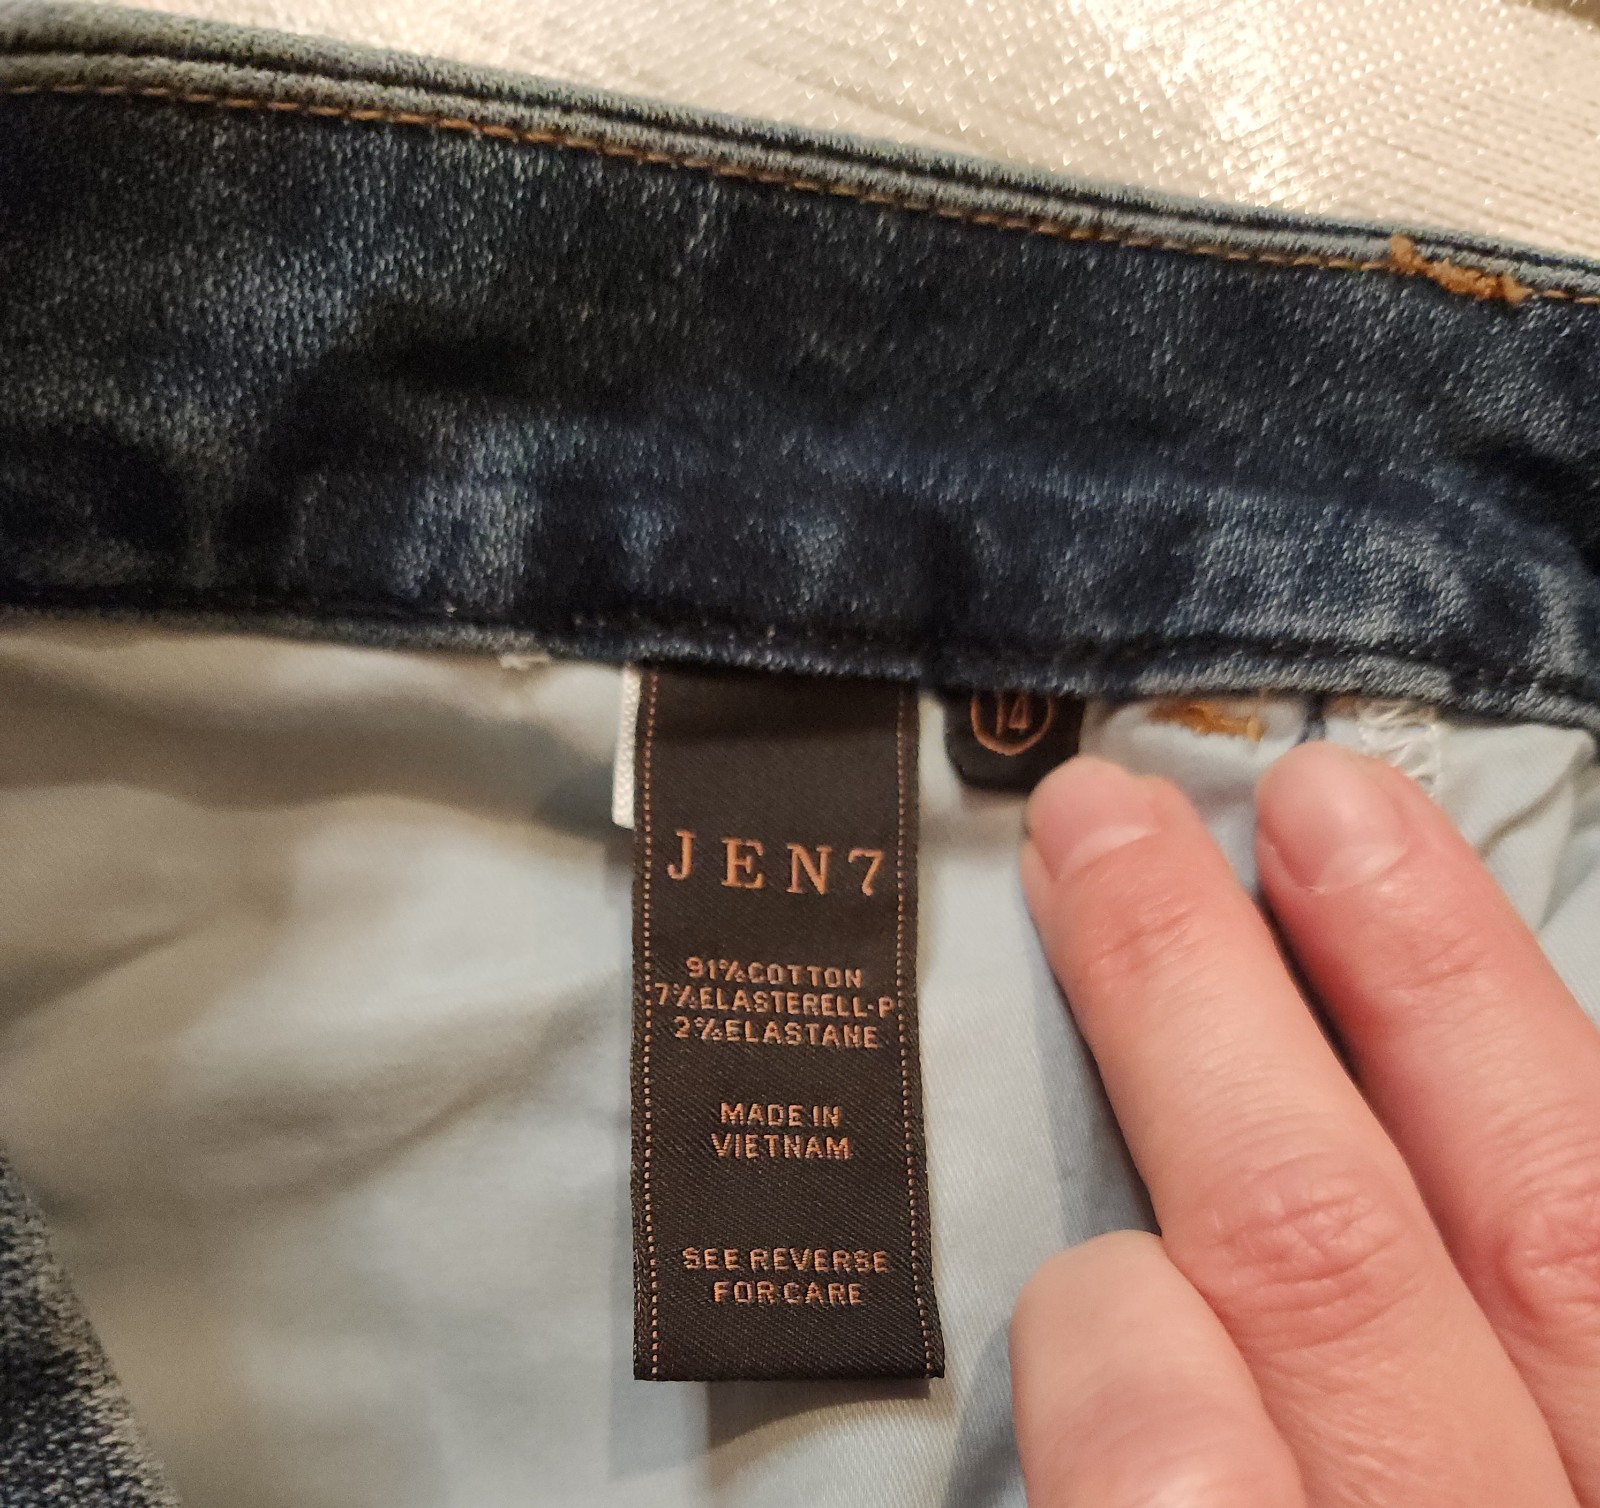 14
JEN7
91%COTTON
7%ELASTERELL-P
2%ELASTANE
MADE IN
VIETNAM
SEE REVERSE
FOR CARE